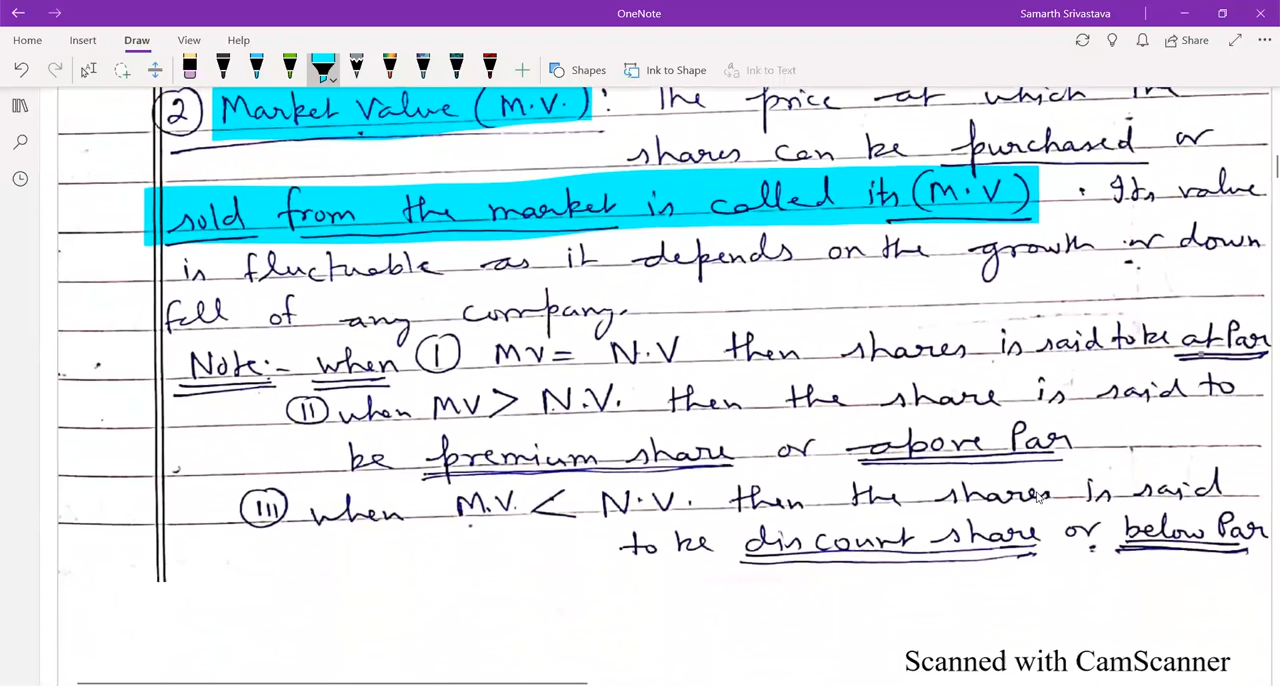 OneNote
Samarth Srivastava
Home Insert Draw View Help
Share
Shapes Ink to Shape Ink to Text
② Market Value (M.V.) : The price at which the
shares can be purchased or
sold from the market is called its (M.V) . Its value
is fluctuable as it depends on the growth or down
fall of any company.
Note:- when ① MV = N.V then shares is said to be at Par
② when MV > N.V. then the share is said to
be premium share or above Par
③ when M.V. < N.V. then the shares is said
to be discount share or below Par
Scanned with CamScanner